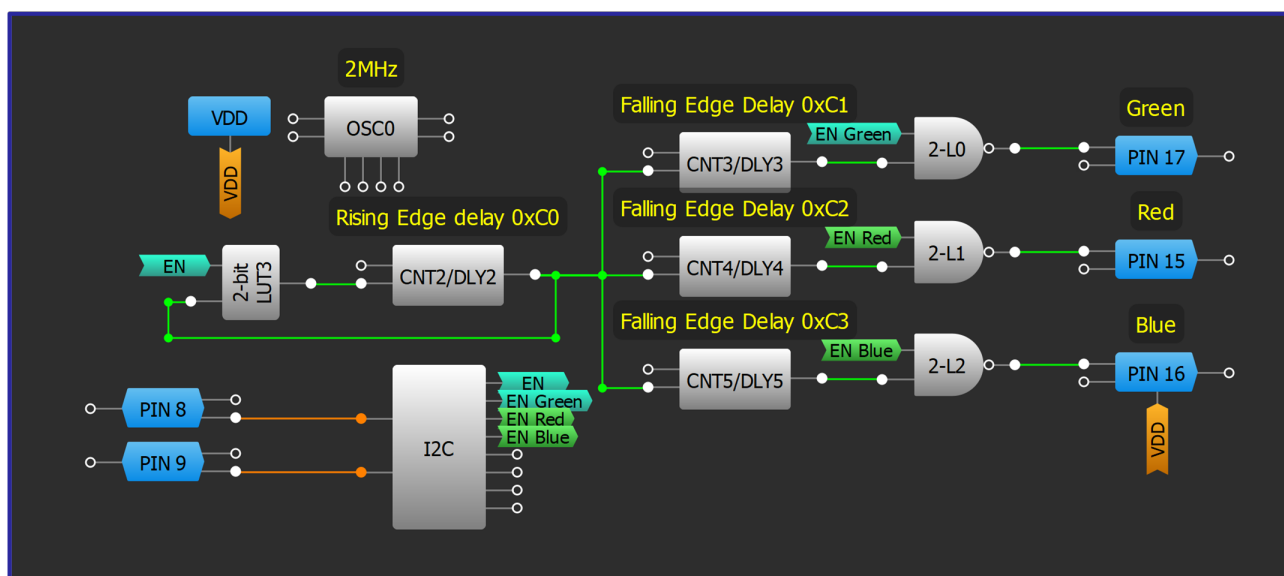 2MHz
VDD
OSC0
VDD
Rising Edge delay 0xC0
EN
2-bit
LUT3
CNT2/DLY2
Falling Edge Delay 0xC1
EN Green
CNT3/DLY3
2-L0
Green
PIN 17
Falling Edge Delay 0xC2
EN Red
CNT4/DLY4
2-L1
Red
PIN 15
Falling Edge Delay 0xC3
EN Blue
CNT5/DLY5
2-L2
Blue
PIN 16
VDD
PIN 8
PIN 9
I2C
EN
EN Green
EN Red
EN Blue